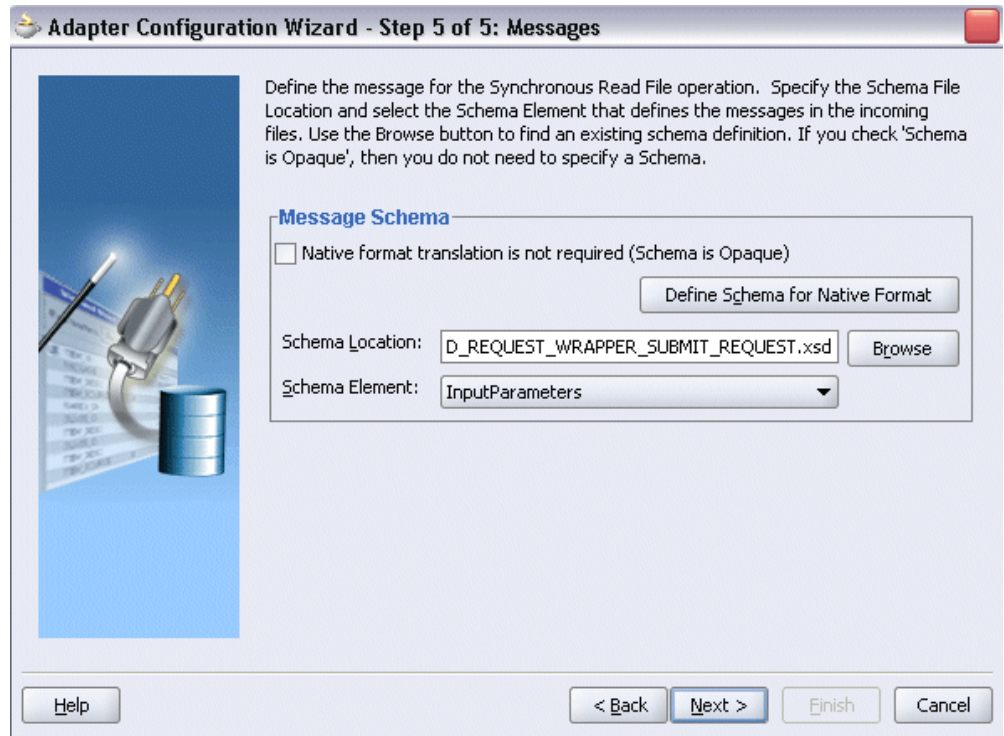 Adapter Configuration Wizard - Step 5 of 5: Messages
Define the message for the Synchronous Read File operation.  Specify the Schema File
Location and select the Schema Element that defines the messages in the incoming
files. Use the Browse button to find an existing schema definition. If you check 'Schema
is Opaque', then you do not need to specify a Schema.
Message Schema
Native format translation is not required (Schema is Opaque)
Define Schema for Native Format
Schema Location:
D_REQUEST_WRAPPER_SUBMIT_REQUEST.xsd
Browse
Schema Element:
InputParameters
Help
< Back
Next >
Finish
Cancel